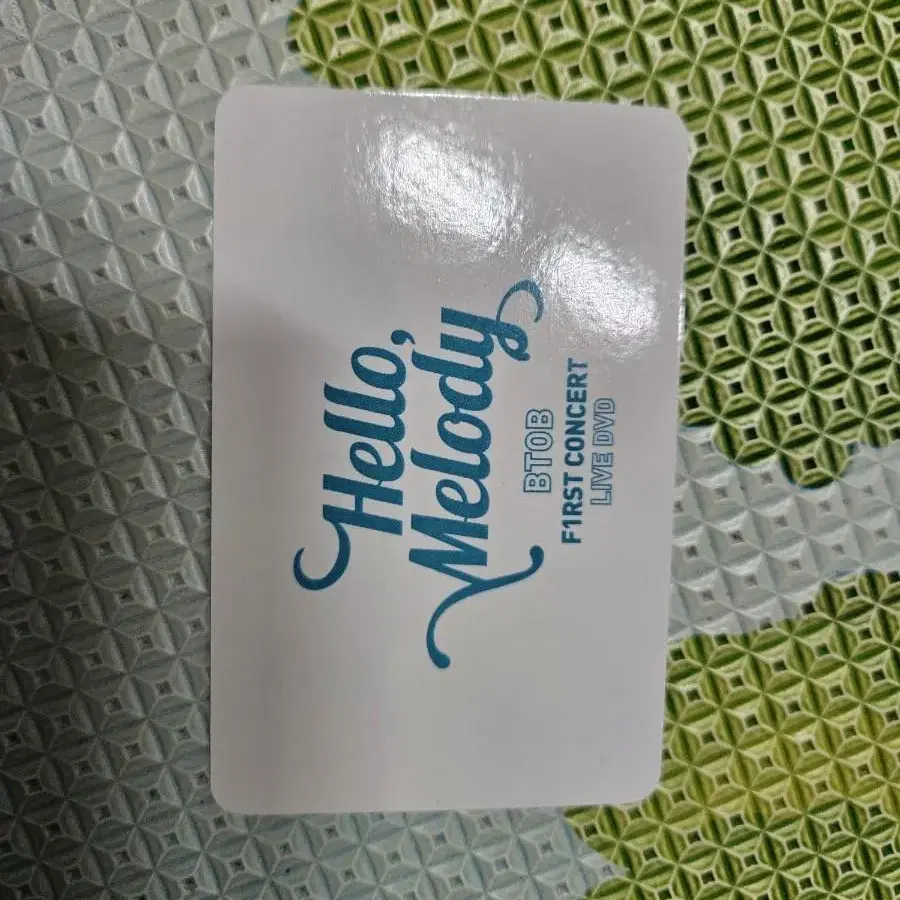 Hello,
Melody
BTOB
F1RST CONCERT
LIVE DVD